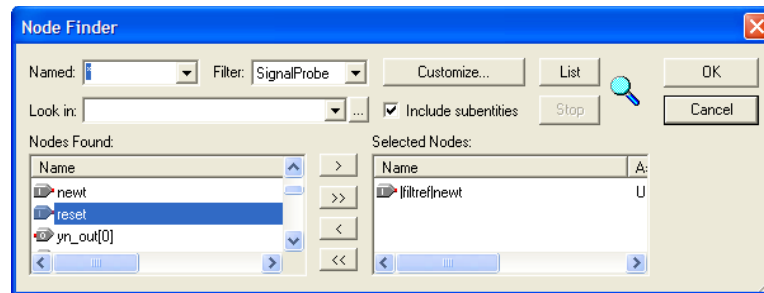 Node Finder
Named: * Filter: SignalProbe Customize... List OK
Look in: ... Include subentities Stop Cancel
Nodes Found: Selected Nodes:
Name > Name A
newt >> |filtref|newt U
reset
yn_out[0] <
<<